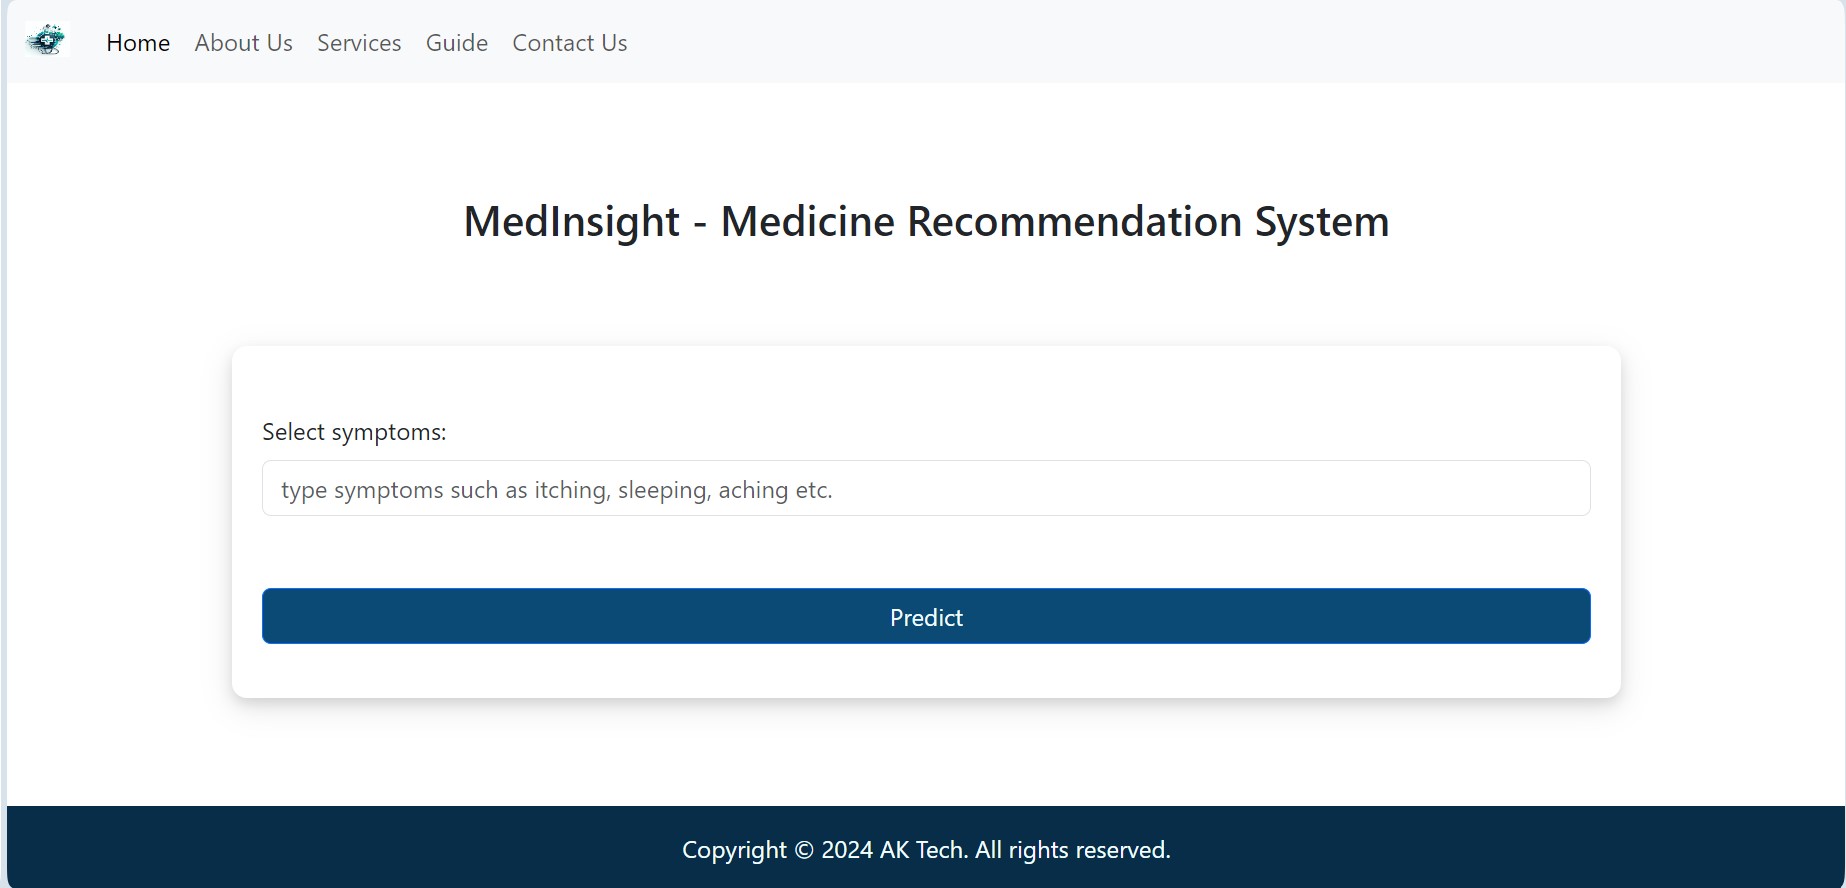 Home About Us Services Guide Contact Us
MedInsight - Medicine Recommendation System
Select symptoms:
type symptoms such as itching, sleeping, aching etc.
Predict
Copyright © 2024 AK Tech. All rights reserved.